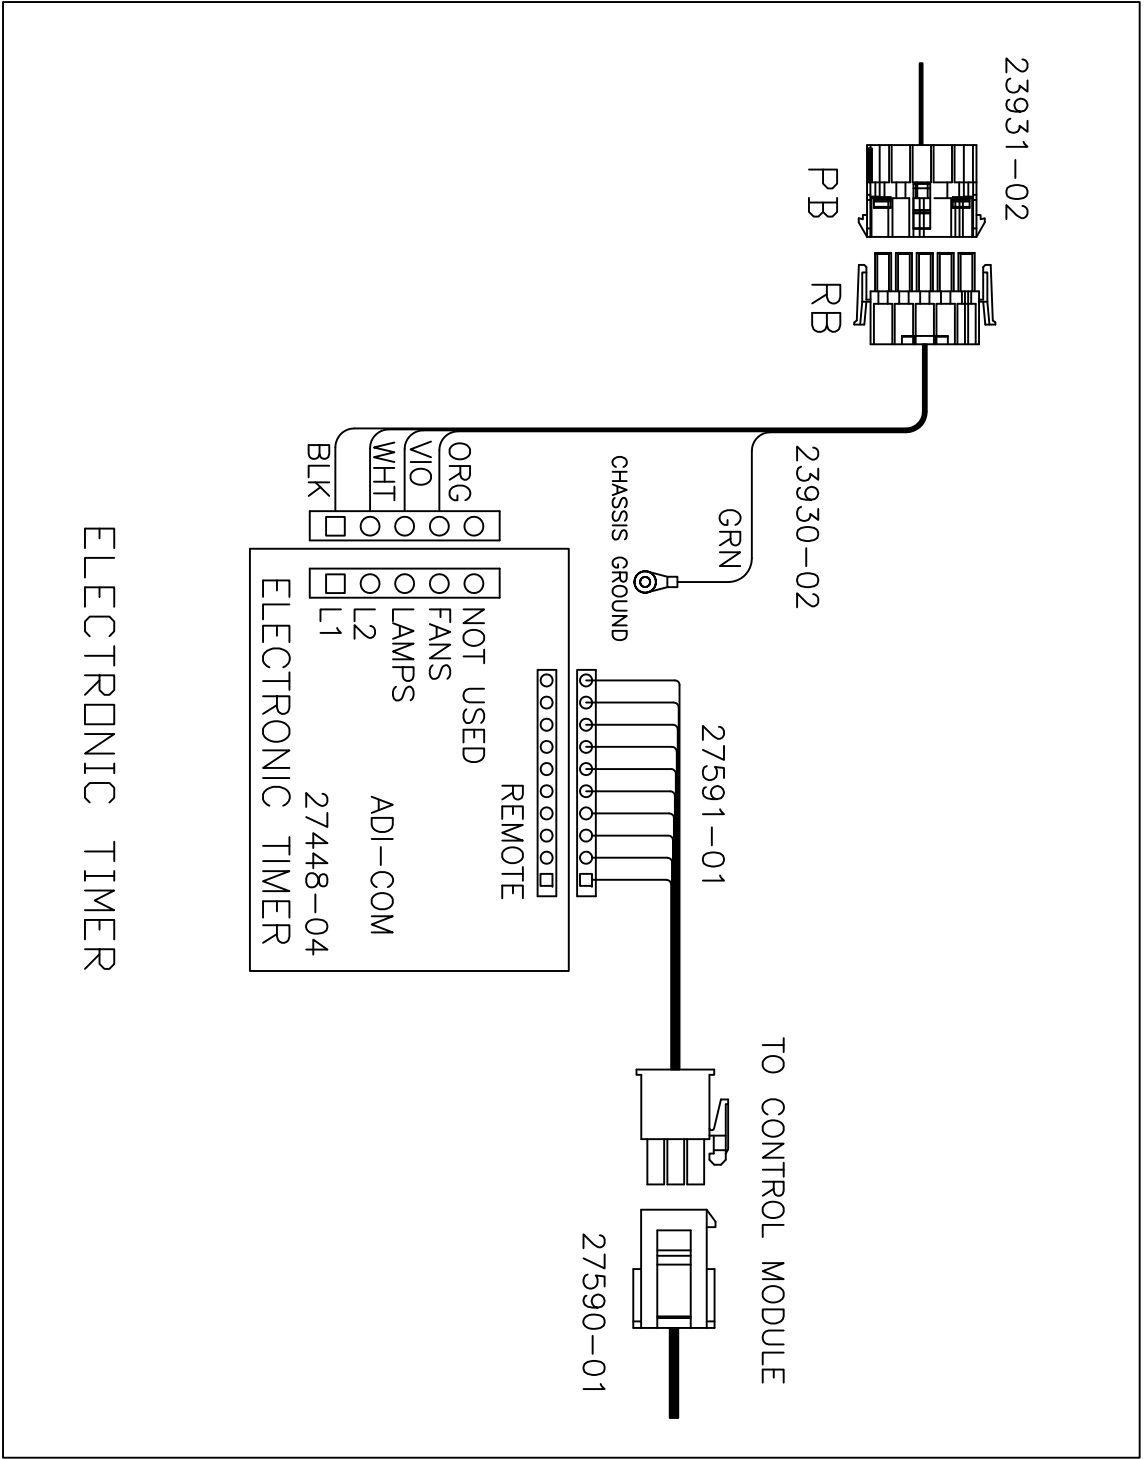 23931-02
PB
RB
23930-02
GRN
CHASSIS GROUND
ORG
VIO
WHT
BLK
27591-01
TO CONTROL MODULE
27590-01
REMOTE
NOT USED
FANS
LAMPS
L2
L1
ADI-COM
27448-04
ELECTRONIC TIMER
ELECTRONIC TIMER